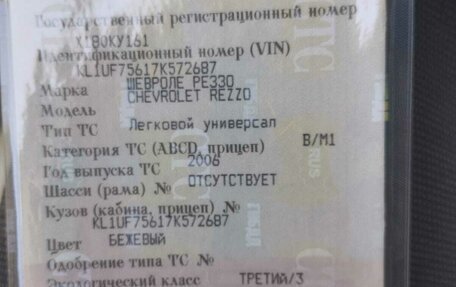 Государственный регистрационный номер
Х180КУ161
Идентификационный номер (VIN)
KL1UF75617K572687
Марка ШЕВРОЛЕ РЕЗЗО
Модель CHEVROLET REZZO
Тип ТС Легковой универсал
Категория ТС (ABCD, прицеп) B/M1
Год выпуска ТС 2006
Шасси (рама) № ОТСУТСТВУЕТ
Кузов (кабина, прицеп) №
KL1UF75617K572687
Цвет БЕЖЕВЫЙ
Одобрение типа ТС №
Экологический класс ТРЕТИЙ/3